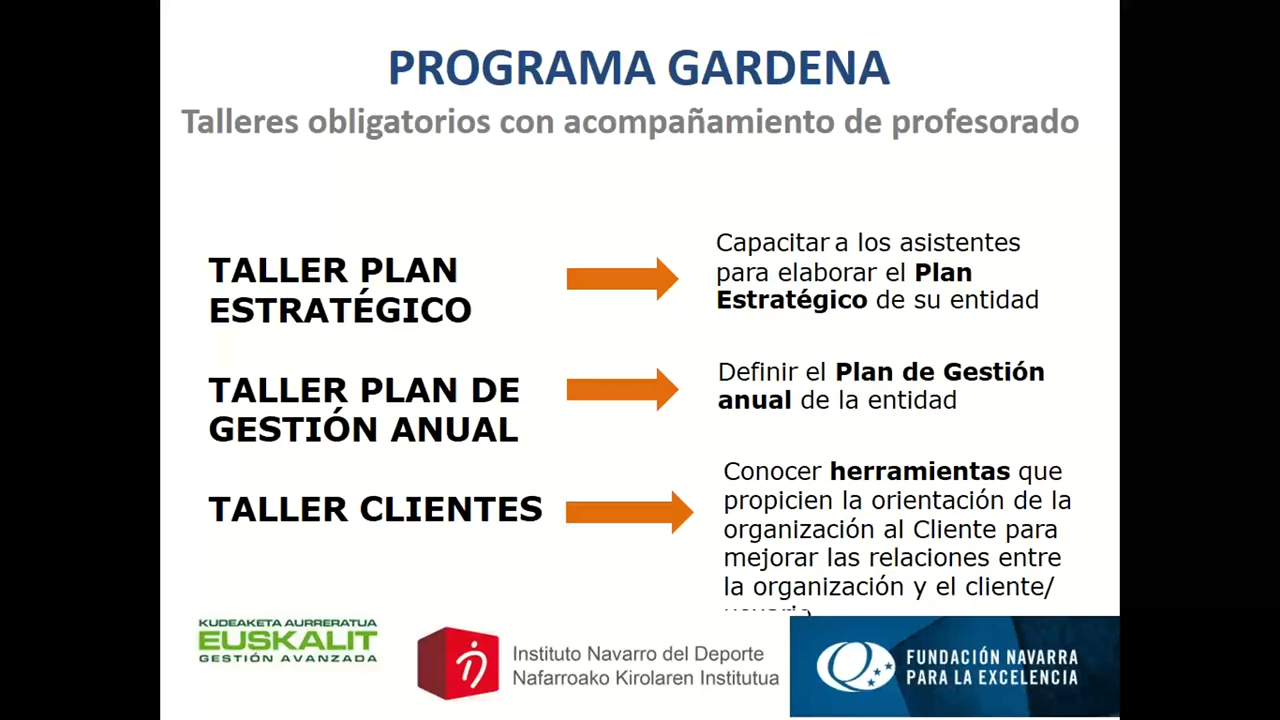 PROGRAMA GARDENA
Talleres obligatorios con acompañamiento de profesorado
TALLER PLAN
ESTRATÉGICO
Capacitar a los asistentes
para elaborar el Plan
Estratégico de su entidad
TALLER PLAN DE
GESTIÓN ANUAL
Definir el Plan de Gestión
anual de la entidad
TALLER CLIENTES
Conocer herramientas que
propicien la orientación de la
organización al Cliente para
mejorar las relaciones entre
la organización y el cliente/
KUDEAKETA AURRERATUA
EUSKALIT
GESTIÓN AVANZADA
Instituto Navarro del Deporte
Nafarroako Kirolaren Institutua
FUNDACIÓN NAVARRA
PARA LA EXCELENCIA